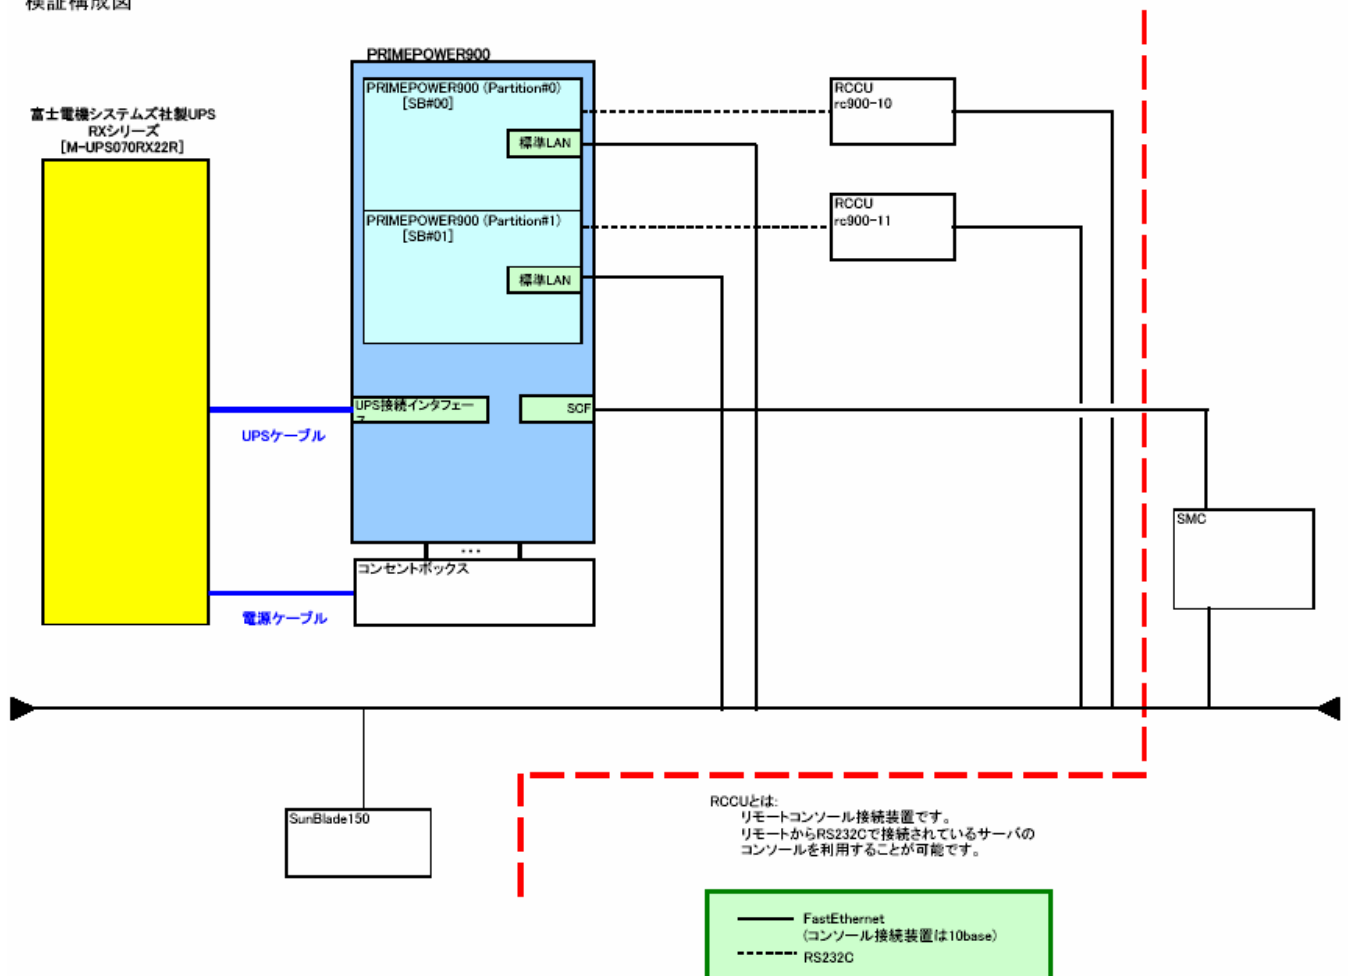 検証構成図
PRIMEPOWER900
富士電機システムズ社製UPS
RXシリーズ
[M-UPS070RX22R]
PRIMEPOWER900 (Partition#0)
[SB#00]
標準LAN
PRIMEPOWER900 (Partition#1)
[SB#01]
標準LAN
RCCU
rc900-10
RCCU
rc900-11
UPS接続インタフェー
ス
SCF
UPSケーブル
SMC
...
コンセントボックス
電源ケーブル
SunBlade150
RCCUとは:
リモートコンソール接続装置です。
リモートからRS232Cで接続されているサーバの
コンソールを利用することが可能です。
FastEthernet
(コンソール接続装置は10base)
RS232C